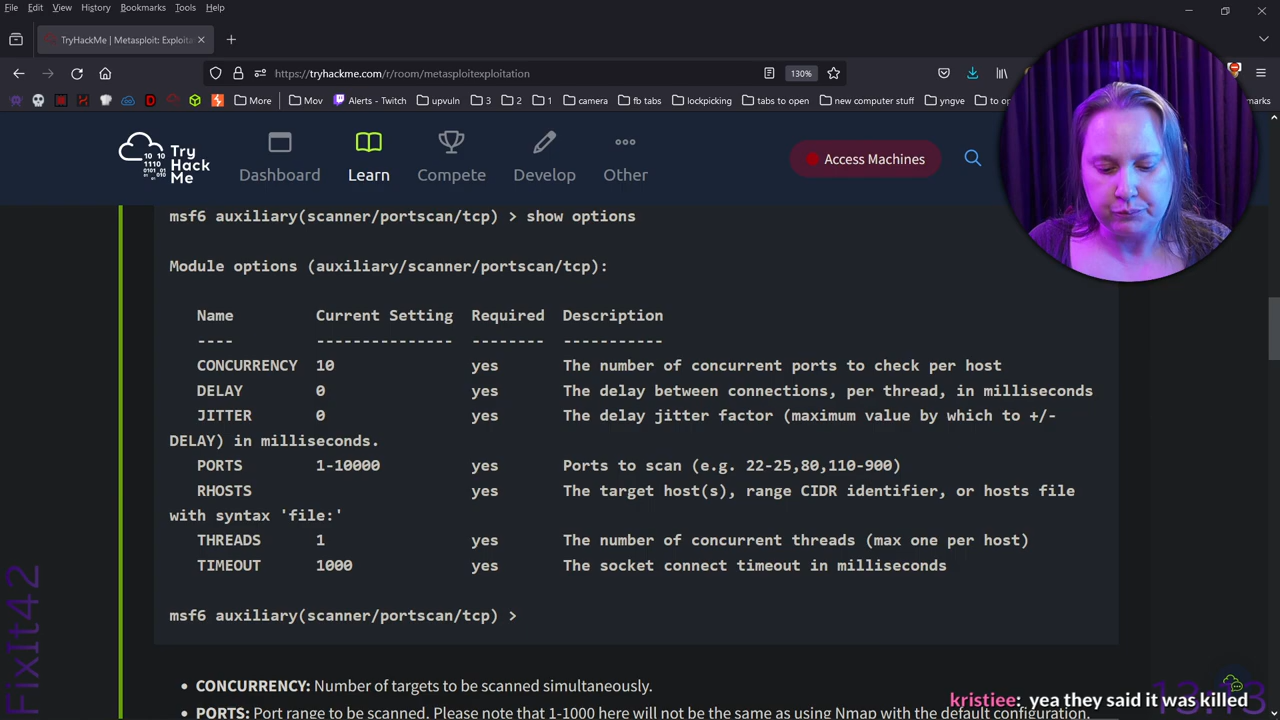 File Edit View History Bookmarks Tools Help
TryHackMe | Metasploit: Exploita
https://tryhackme.com/r/room/metasploitexploitation
130%
More
Mov
Alerts - Twitch
upvuln
3
2
1
camera
fb tabs
lockpicking
tabs to open
new computer stuff
yngve
Try
Hack
Me
Dashboard
Learn
Compete
Develop
Other
Access Machines
msf6 auxiliary(scanner/portscan/tcp) > show options
Module options (auxiliary/scanner/portscan/tcp):
Name Current Setting Required Description
---- --------------- -------- -----------
CONCURRENCY 10 yes The number of concurrent ports to check per host
DELAY 0 yes The delay between connections, per thread, in milliseconds
JITTER 0 yes The delay jitter factor (maximum value by which to +/-
DELAY) in milliseconds.
PORTS 1-10000 yes Ports to scan (e.g. 22-25,80,110-900)
RHOSTS yes The target host(s), range CIDR identifier, or hosts file
with syntax 'file:'
THREADS 1 yes The number of concurrent threads (max one per host)
TIMEOUT 1000 yes The socket connect timeout in milliseconds
msf6 auxiliary(scanner/portscan/tcp) >
CONCURRENCY: Number of targets to be scanned simultaneously.
PORTS: Port range to be scanned. Please note that 1-1000 here will not be the same as using Nmap with the default configuration.
FixIt42
kristiee: yea they said it was killed